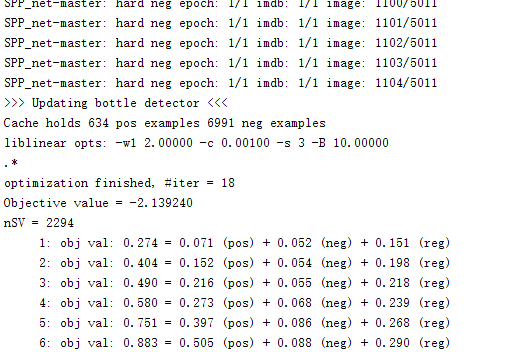 SPP_net-master: hard neg epoch: 1/1 imdb: 1/1 image: 1100/5011
SPP_net-master: hard neg epoch: 1/1 imdb: 1/1 image: 1101/5011
SPP_net-master: hard neg epoch: 1/1 imdb: 1/1 image: 1102/5011
SPP_net-master: hard neg epoch: 1/1 imdb: 1/1 image: 1103/5011
SPP_net-master: hard neg epoch: 1/1 imdb: 1/1 image: 1104/5011
>>> Updating bottle detector <<<
Cache holds 634 pos examples 6991 neg examples
liblinear opts: -w1 2.00000 -c 0.00100 -s 3 -B 10.00000
.*
optimization finished, #iter = 18
Objective value = -2.139240
nSV = 2294
1: obj val: 0.274 = 0.071 (pos) + 0.052 (neg) + 0.151 (reg)
2: obj val: 0.404 = 0.152 (pos) + 0.054 (neg) + 0.198 (reg)
3: obj val: 0.490 = 0.216 (pos) + 0.055 (neg) + 0.218 (reg)
4: obj val: 0.580 = 0.273 (pos) + 0.068 (neg) + 0.239 (reg)
5: obj val: 0.751 = 0.397 (pos) + 0.086 (neg) + 0.268 (reg)
6: obj val: 0.883 = 0.505 (pos) + 0.088 (neg) + 0.290 (reg)